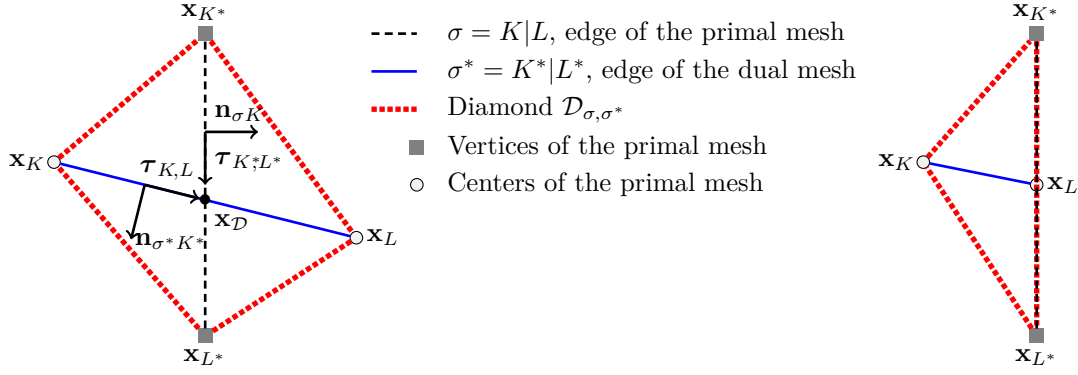 x_{K*}
n_{σK}
τ_{K*,L*}
x_K
τ_{K,L}
x_D
x_L
n_{σ*K*}
x_{L*}
σ = K|L, edge of the primal mesh
σ* = K*|L*, edge of the dual mesh
Diamond D_{σ,σ*}
Vertices of the primal mesh
Centers of the primal mesh
x_{K*}
x_K
x_L
x_{L*}